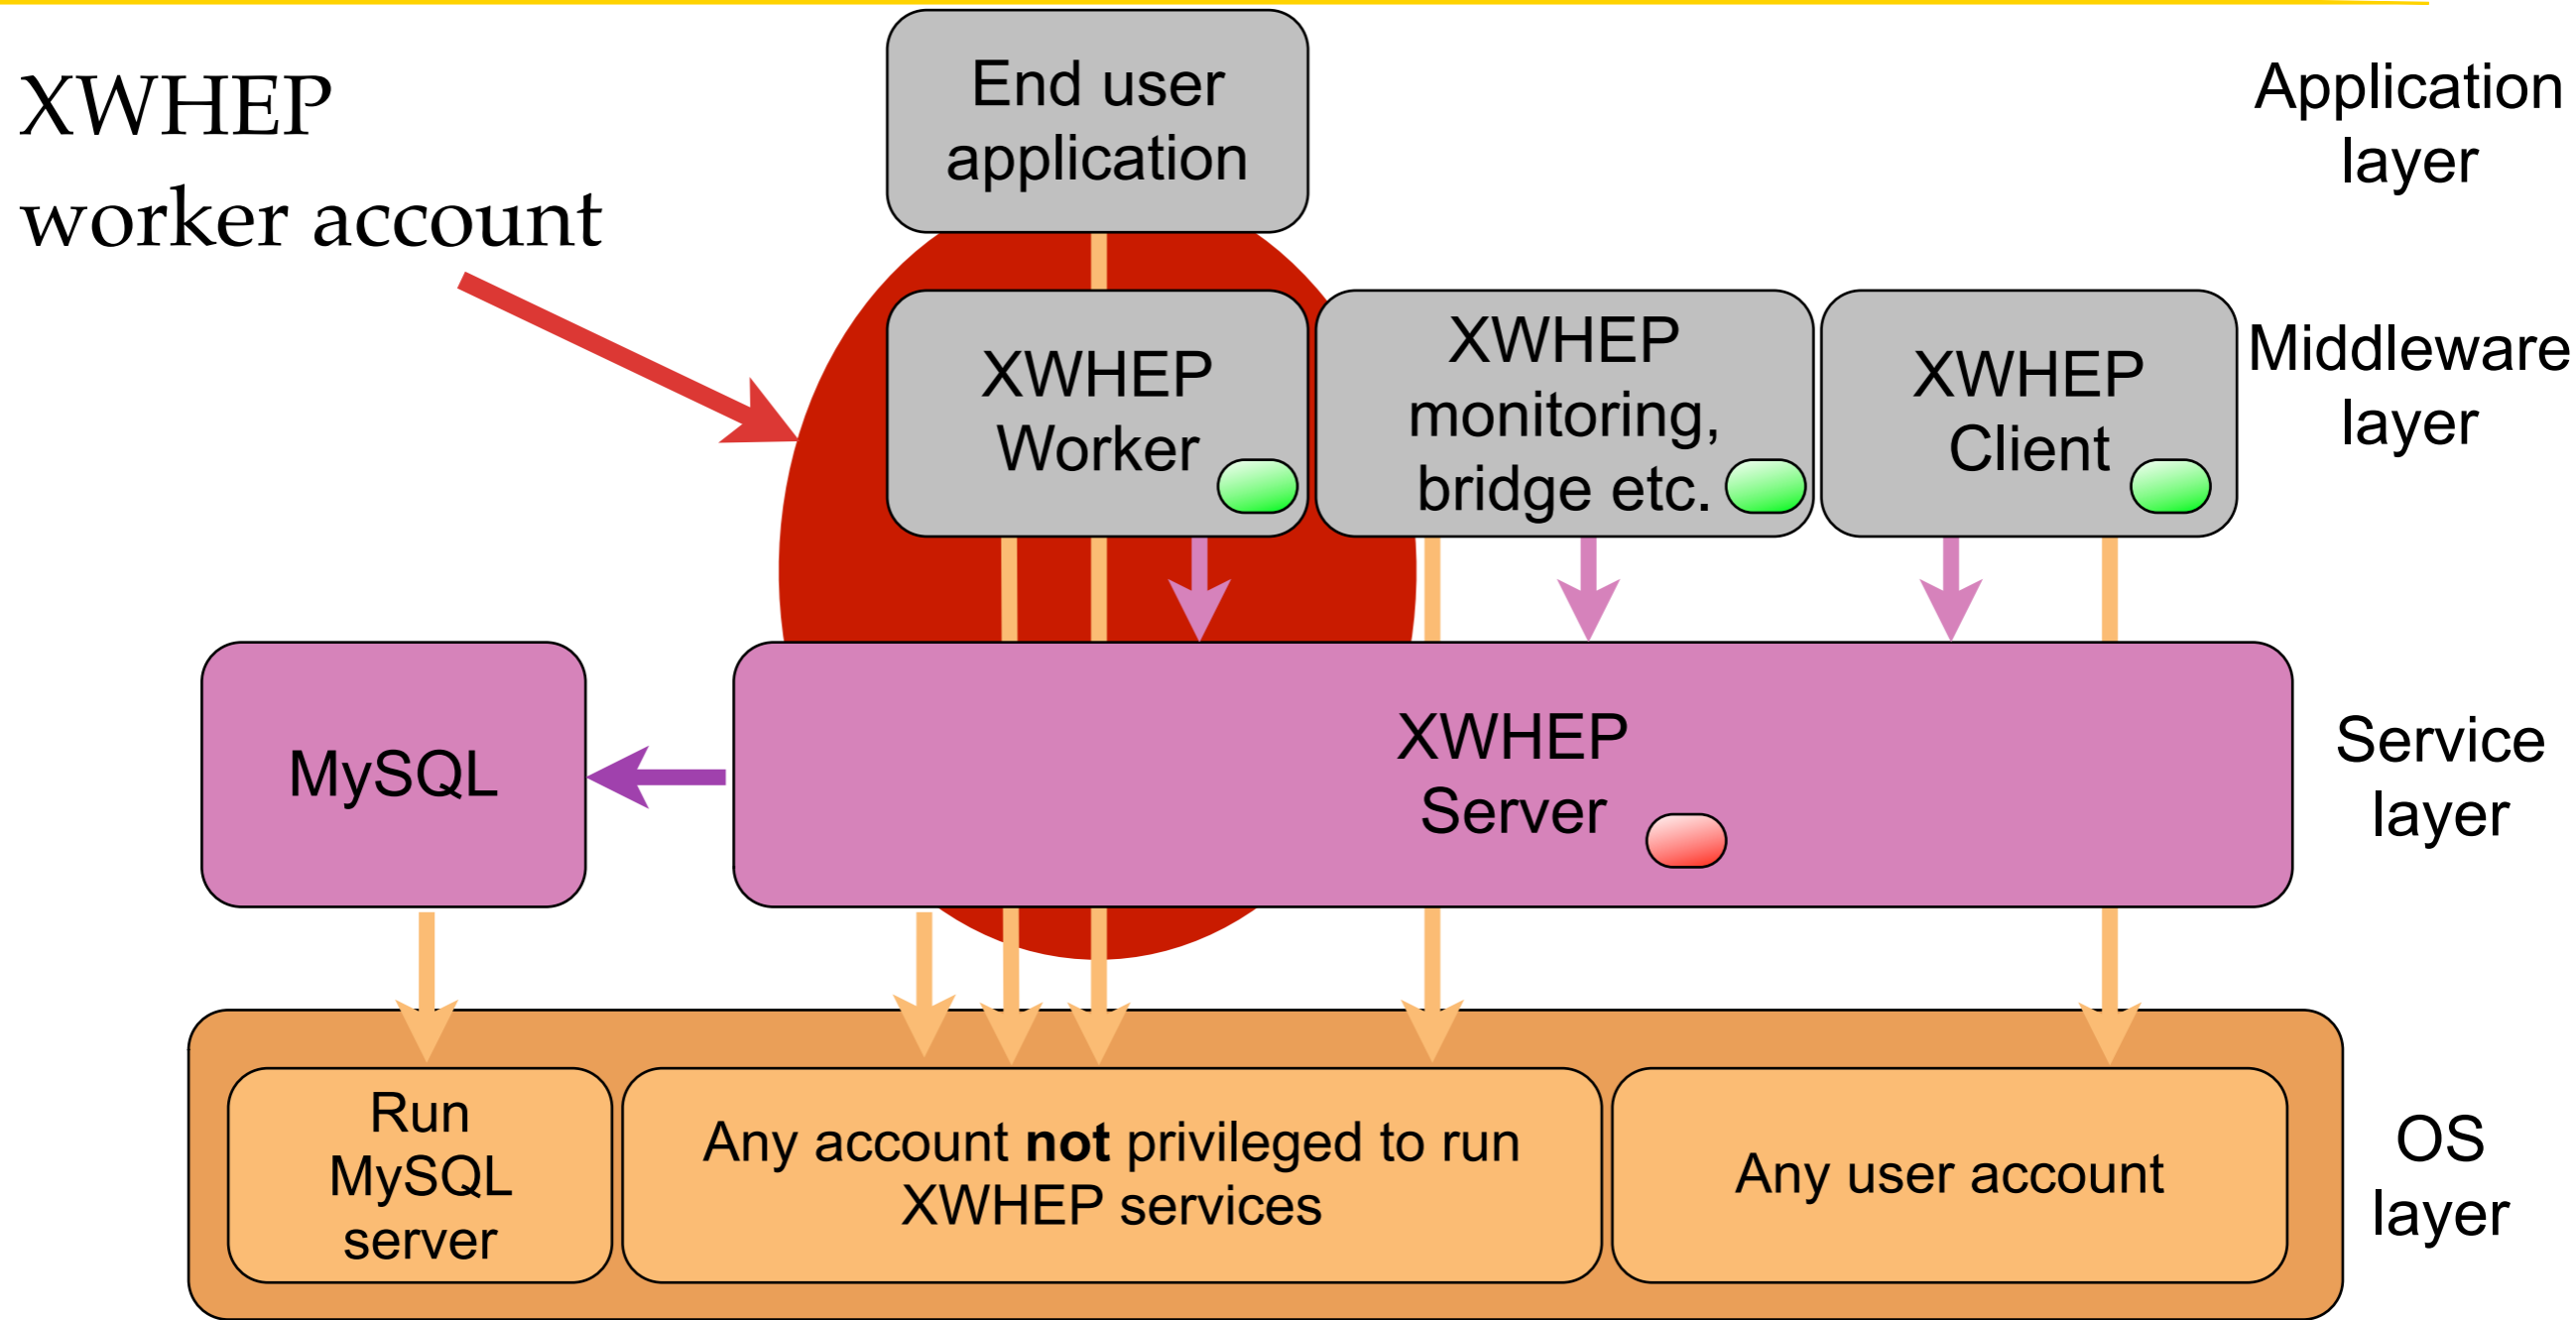 XWHEP
worker account
End user
application
Application
layer
XWHEP
Worker
XWHEP
monitoring,
bridge etc.
XWHEP
Client
Middleware
layer
MySQL
XWHEP
Server
Service
layer
Run
MySQL
server
Any account not privileged to run
XWHEP services
Any user account
OS
layer